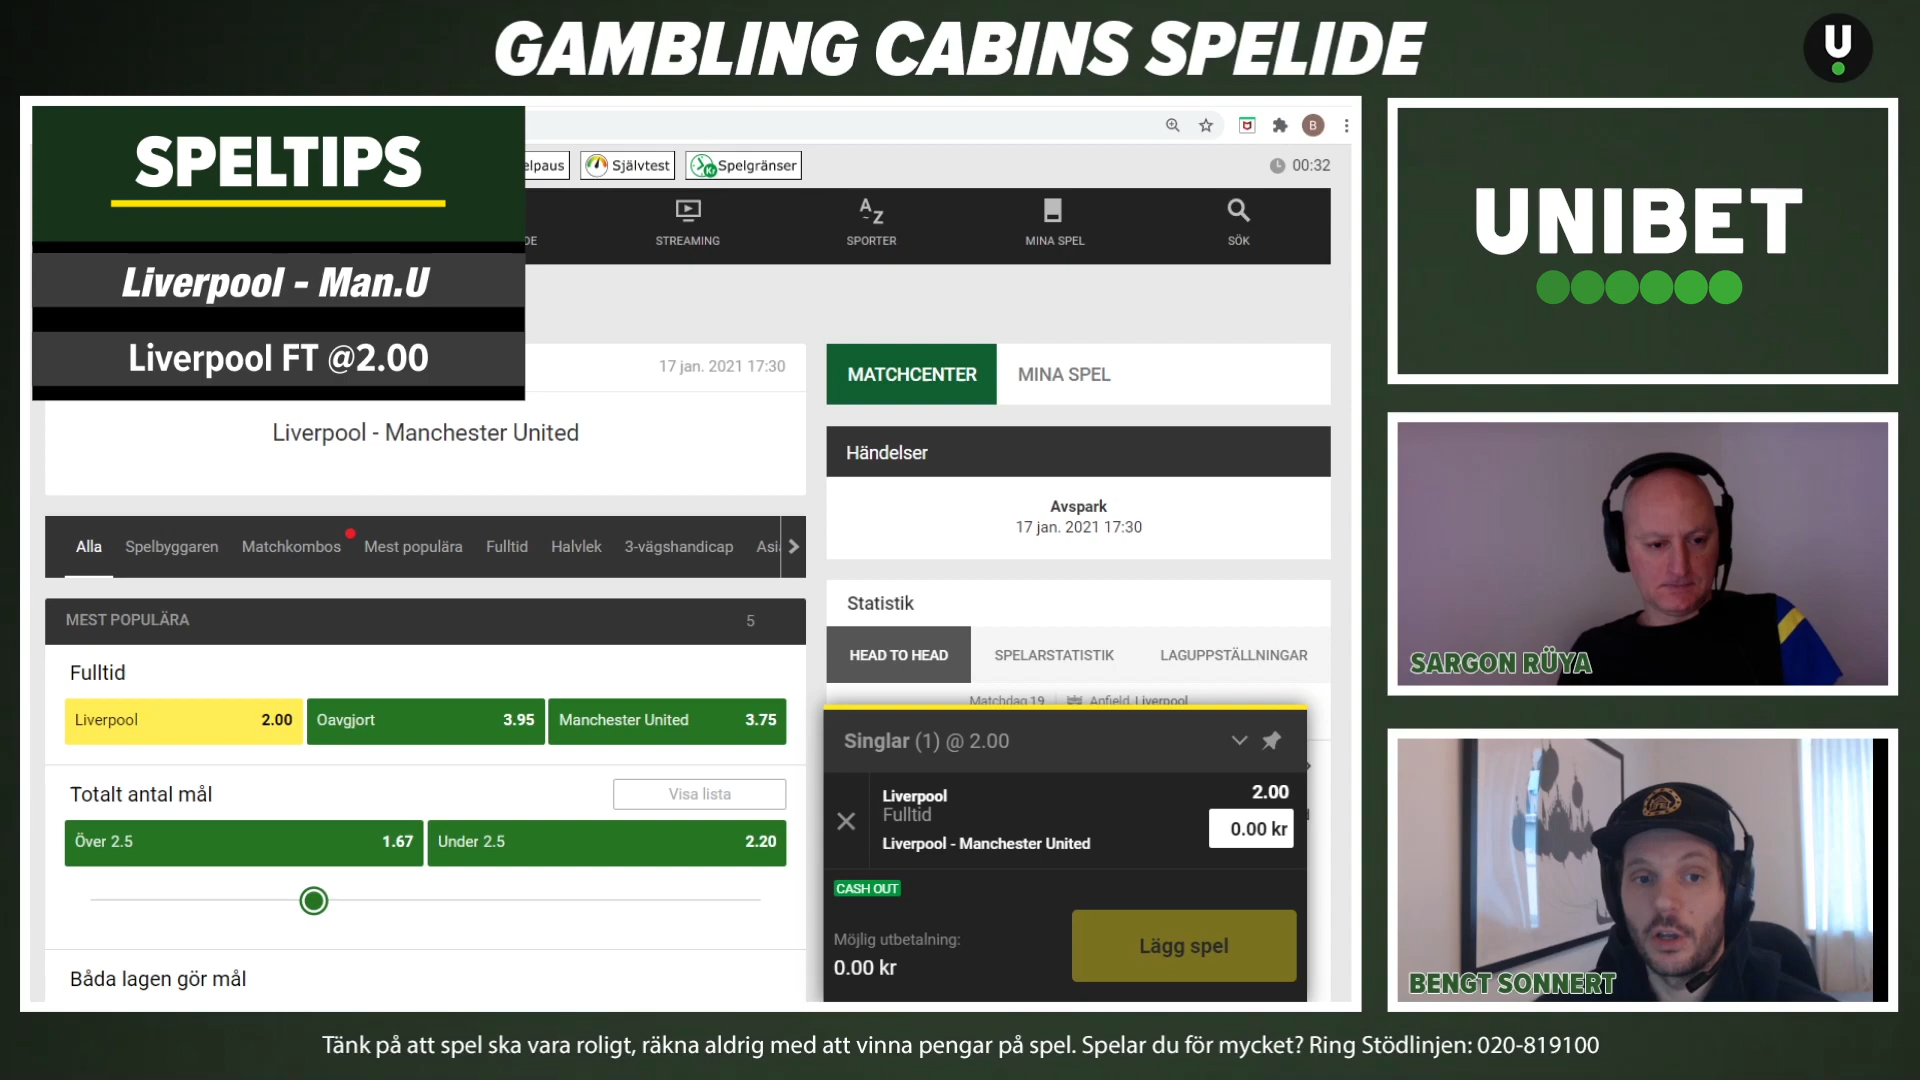 GAMBLING CABINS SPELIDE
U
SPELTIPS
Liverpool - Man.U
Liverpool FT @2.00
Självtest
Spelgränser
B
00:32
STREAMING
A-Z
SPORTER
MINA SPEL
SÖK
17 jan. 2021 17:30
Liverpool - Manchester United
Alla
Spelbyggaren
Matchkombos
Mest populära
Fulltid
Halvlek
3-vägshandicap
MEST POPULÄRA
5
Fulltid
Liverpool 2.00
Oavgjort 3.95
Manchester United 3.75
Totalt antal mål
Visa lista
Över 2.5 1.67
Under 2.5 2.20
Båda lagen gör mål
MATCHCENTER
MINA SPEL
Händelser
Avspark
17 jan. 2021 17:30
Statistik
HEAD TO HEAD
SPELARSTATISTIK
LAGUPPSTÄLLNINGAR
Matchdag 19
Anfield, Liverpool
Singlar (1) @ 2.00
Liverpool 2.00
Fulltid
0.00 kr
Liverpool - Manchester United
CASH OUT
Möjlig utbetalning:
0.00 kr
Lägg spel
UNIBET
SARGON RÜYA
BENGT SONNERT
Tänk på att spel ska vara roligt, räkna aldrig med att vinna pengar på spel. Spelar du för mycket? Ring Stödlinjen: 020-819100